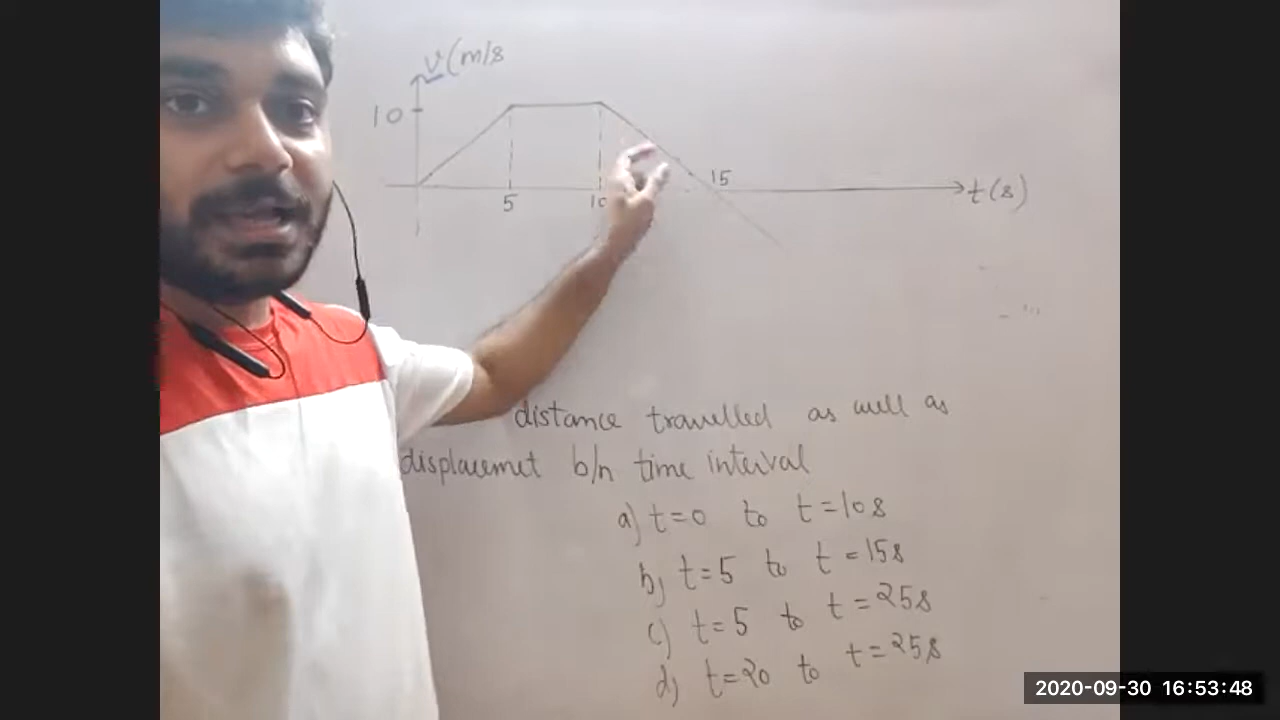 v(m/s
10
15
5
10
t(s)
distance travelled as well as
displacemet b/n time interval
a) t=0 to t=10s
b) t=5 to t=15s
c) t=5 to t=25s
d) t=20 to t=25s
2020-09-30 16:53:48